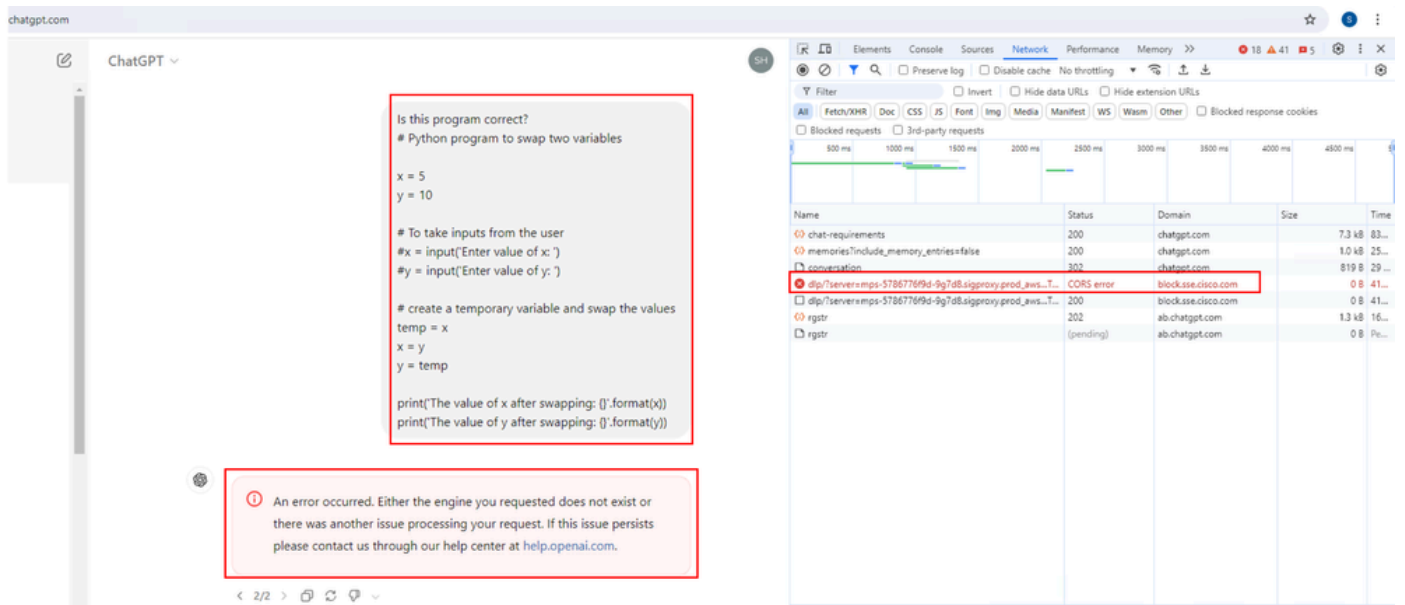 chatgpt.com
S
ChatGPT
SH
Is this program correct?
# Python program to swap two variables
x = 5
y = 10
# To take inputs from the user
#x = input('Enter value of x: ')
#y = input('Enter value of y: ')
# create a temporary variable and swap the values
temp = x
x = y
y = temp
print('The value of x after swapping: {}'.format(x))
print('The value of y after swapping: {}'.format(y))
An error occurred. Either the engine you requested does not exist or
there was another issue processing your request. If this issue persists
please contact us through our help center at help.openai.com.
< 2/2 >
Elements Console Sources Network Performance Memory >> 18 41 5
Preserve log Disable cache No throttling
Filter Invert Hide data URLs Hide extension URLs
All Fetch/XHR Doc CSS JS Font Img Media Manifest WS Wasm Other Blocked response cookies
Blocked requests 3rd-party requests
500 ms 1000 ms 1500 ms 2000 ms 2500 ms 3000 ms 3500 ms 4000 ms 4500 ms
Name Status Domain Size Time
chat-requirements 200 chatgpt.com 7.3 kB 83...
memories?include_memory_entries=false 200 chatgpt.com 1.0 kB 25...
conversation 302 chatgpt.com 819 B 29 ...
dlp/?server=mps-5786776f9d-9g7d8.sigproxy.prod_aws...T... CORS error block.sse.cisco.com 0 B 41...
dlp/?server=mps-5786776f9d-9g7d8.sigproxy.prod_aws...T... 200 block.sse.cisco.com 0 B 41...
rgstr 202 ab.chatgpt.com 1.3 kB 16...
rgstr (pending) ab.chatgpt.com 0 B Pe...